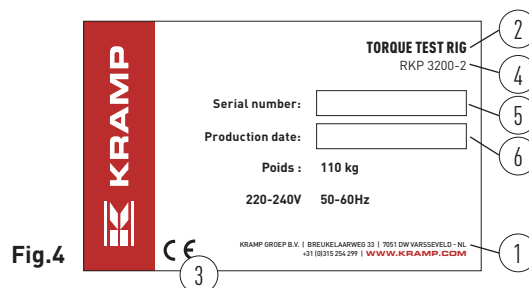 TORQUE TEST RIG
RKP 3200-2
Serial number:
Production date:
Poids : 110 kg
220-240V 50-60Hz
KRAMP GROEP B.V. | BREUKELAARWEG 33 | 7051 DW VARSSEVELD - NL
+31 (0)315 254 299 | WWW.KRAMP.COM
KRAMP
CE
Fig.4
2
4
5
6
1
3